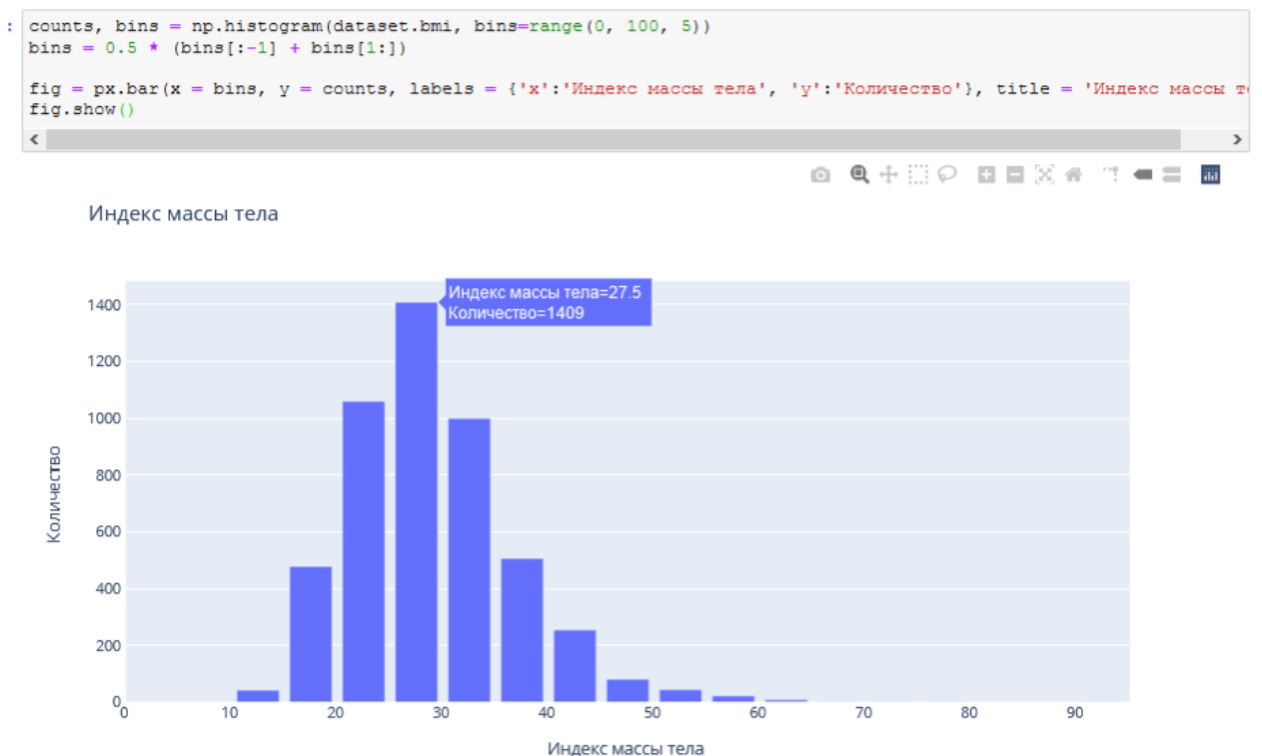 : counts, bins = np.histogram(dataset.bmi, bins=range(0, 100, 5))
bins = 0.5 * (bins[:-1] + bins[1:])
fig = px.bar(x = bins, y = counts, labels = {'x':'Индекс массы тела', 'y':'Количество'}, title = 'Индекс массы
fig.show()
Индекс массы тела
Индекс массы тела=27.5
Количество=1409
1400
1200
1000
800
600
400
200
0
Количество
0 10 20 30 40 50 60 70 80 90
Индекс массы тела